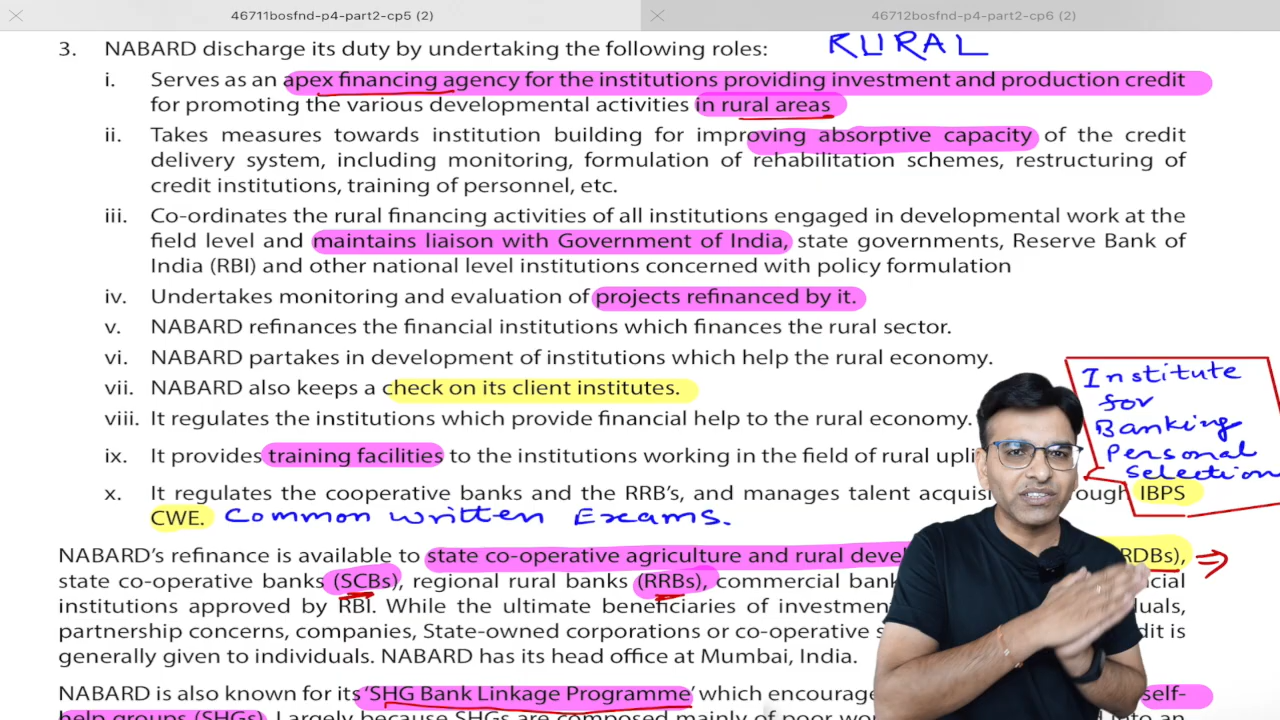 46711bosfnd-p4-part2-cp5 (2)
46712bosfnd-p4-part2-cp6 (2)
3. NABARD discharge its duty by undertaking the following roles:
RURAL
i. Serves as an apex financing agency for the institutions providing investment and production credit
for promoting the various developmental activities in rural areas
ii. Takes measures towards institution building for improving absorptive capacity of the credit
delivery system, including monitoring, formulation of rehabilitation schemes, restructuring of
credit institutions, training of personnel, etc.
iii. Co-ordinates the rural financing activities of all institutions engaged in developmental work at the
field level and maintains liaison with Government of India, state governments, Reserve Bank of
India (RBI) and other national level institutions concerned with policy formulation
iv. Undertakes monitoring and evaluation of projects refinanced by it.
v. NABARD refinances the financial institutions which finances the rural sector.
vi. NABARD partakes in development of institutions which help the rural economy.
vii. NABARD also keeps a check on its client institutes.
viii. It regulates the institutions which provide financial help to the rural economy.
Institute
for
Banking
Personal
Selection
ix. It provides training facilities to the institutions working in the field of rural
x. It regulates the cooperative banks and the RRB's, and manages talent IBPS
CWE. Common Written Exams.
NABARD's refinance is available to state co-operative agriculture and rural RDBs),
state co-operative banks (SCBs), regional rural banks (RRBs), commercial
institutions approved by RBI. While the ultimate beneficiaries of
partnership concerns, companies, State-owned corporations or co-operative is
generally given to individuals. NABARD has its head office at Mumbai, India.
NABARD is also known for its 'SHG Bank Linkage Programme' which self-
help groups (SHGs). Largely because SHGs are composed mainly of poor an